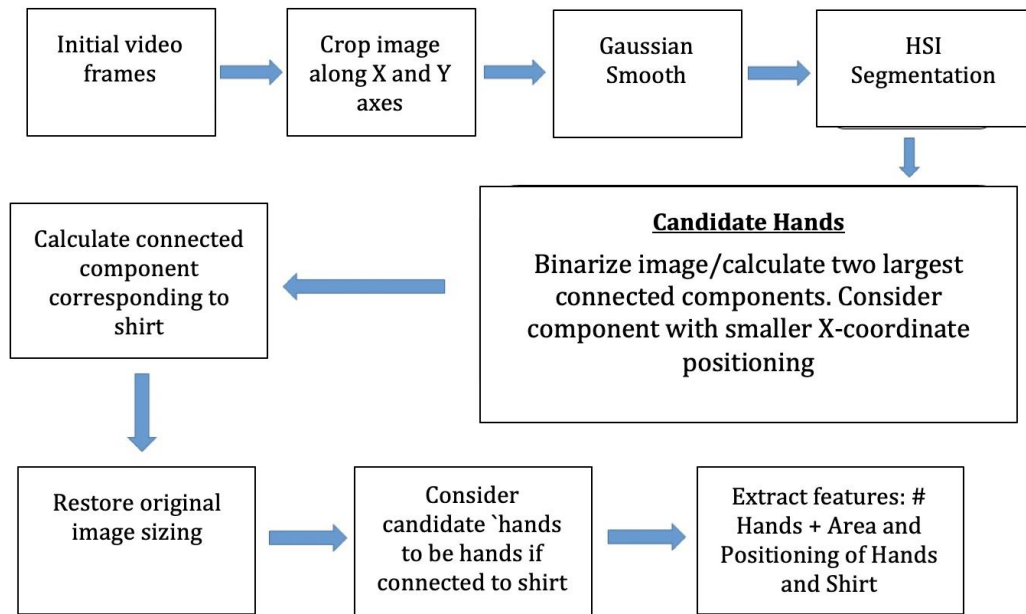 Initial video
frames
Crop image
along X and Y
axes
Gaussian
Smooth
HSI
Segmentation
Candidate Hands
Binarize image/calculate two largest
connected components. Consider
component with smaller X-coordinate
positioning
Calculate connected
component
corresponding to
shirt
Restore original
image sizing
Consider
candidate `hands
to be hands if
connected to shirt
Extract features: #
Hands + Area and
Positioning of Hands
and Shirt